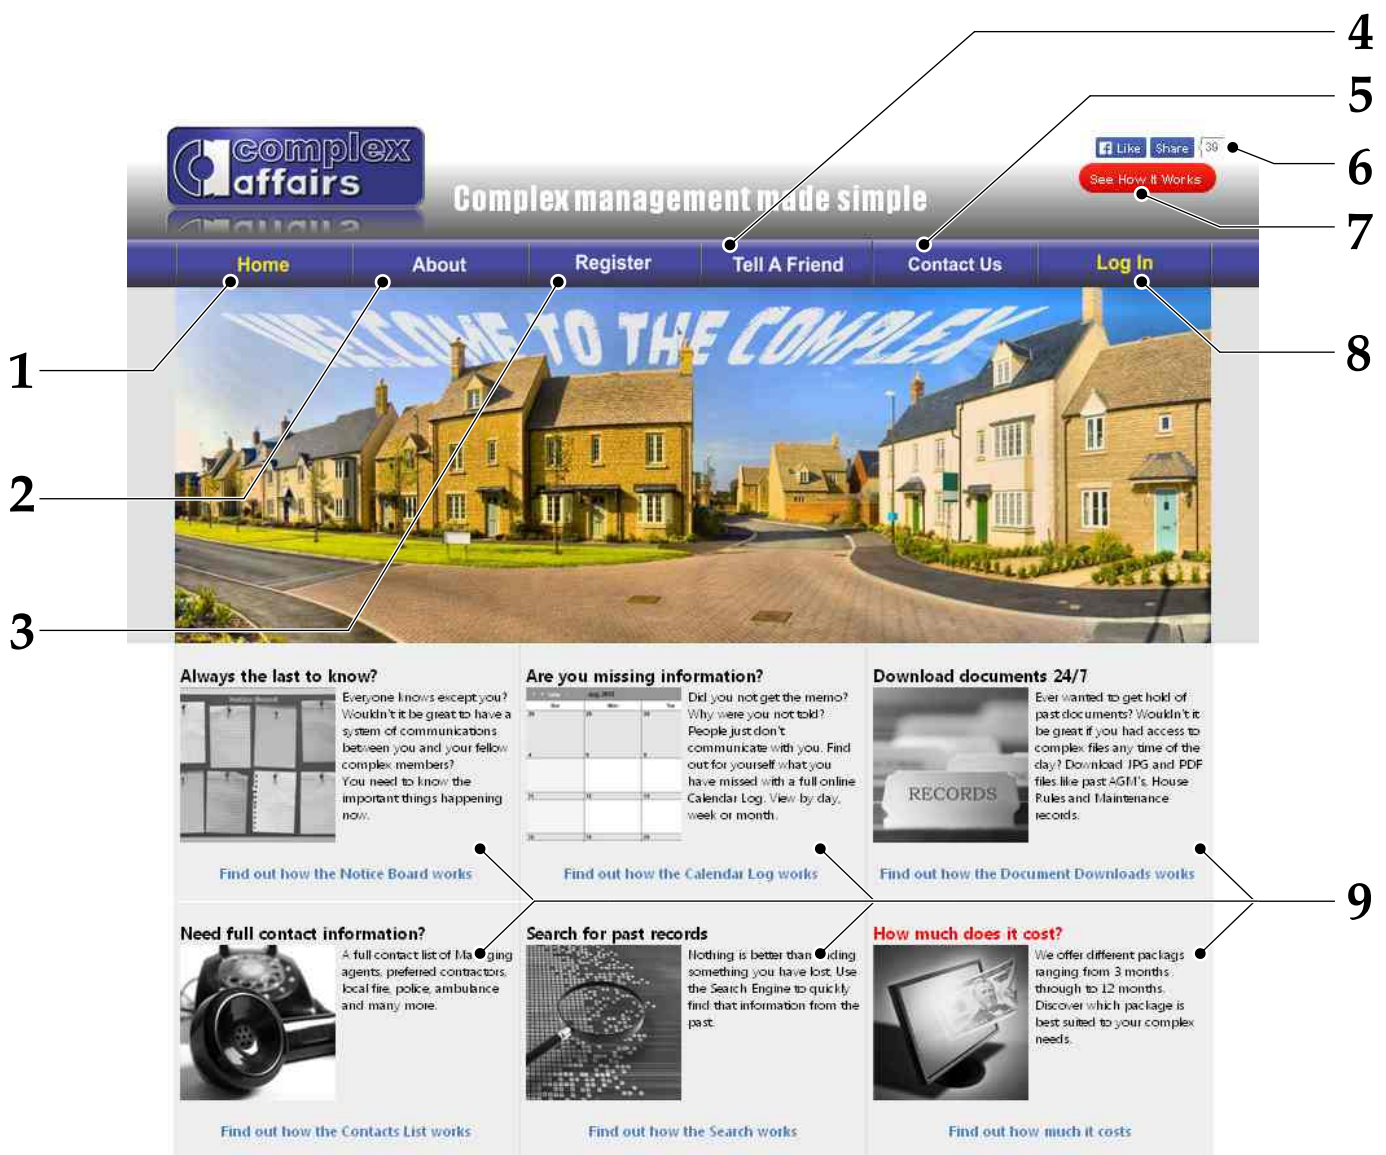 4
5
complex
affairs
Complex management made simple
Like Share 39
6
See How It Works
7
Home About Register Tell A Friend Contact Us Log In
WELCOME TO THE COMPLEX
1
8
2
3
Always the last to know?
Everyone knows except you?
Wouldn't it be great to have a
system of communications
between you and your fellow
complex members?
You need to know the
important things happening
now.
Find out how the Notice Board works
Are you missing information?
Did you not get the memo?
Why were you not told?
People just don't
communicate with you. Find
out for yourself what you
have missed with a full online
Calendar Log. View by day,
week or month.
Find out how the Calendar Log works
Download documents 24/7
RECORDS
Ever wanted to get hold of
past documents? Wouldn't it
be great if you had access to
complex files any time of the
day? Download JPG and PDF
files like past AGM's, House
Rules and Maintenance
records.
Find out how the Document Downloads works
9
Need full contact information?
A full contact list of Managing
agents, preferred contractors,
local fire, police, ambulance
and many more.
Find out how the Contacts List works
Search for past records
Nothing is better than finding
something you have lost. Use
the Search Engine to quickly
find that information from the
past.
Find out how the Search works
How much does it cost?
We offer different packags
ranging from 3 months
through to 12 months.
Discover which package is
best suited to your complex
needs.
Find out how much it costs